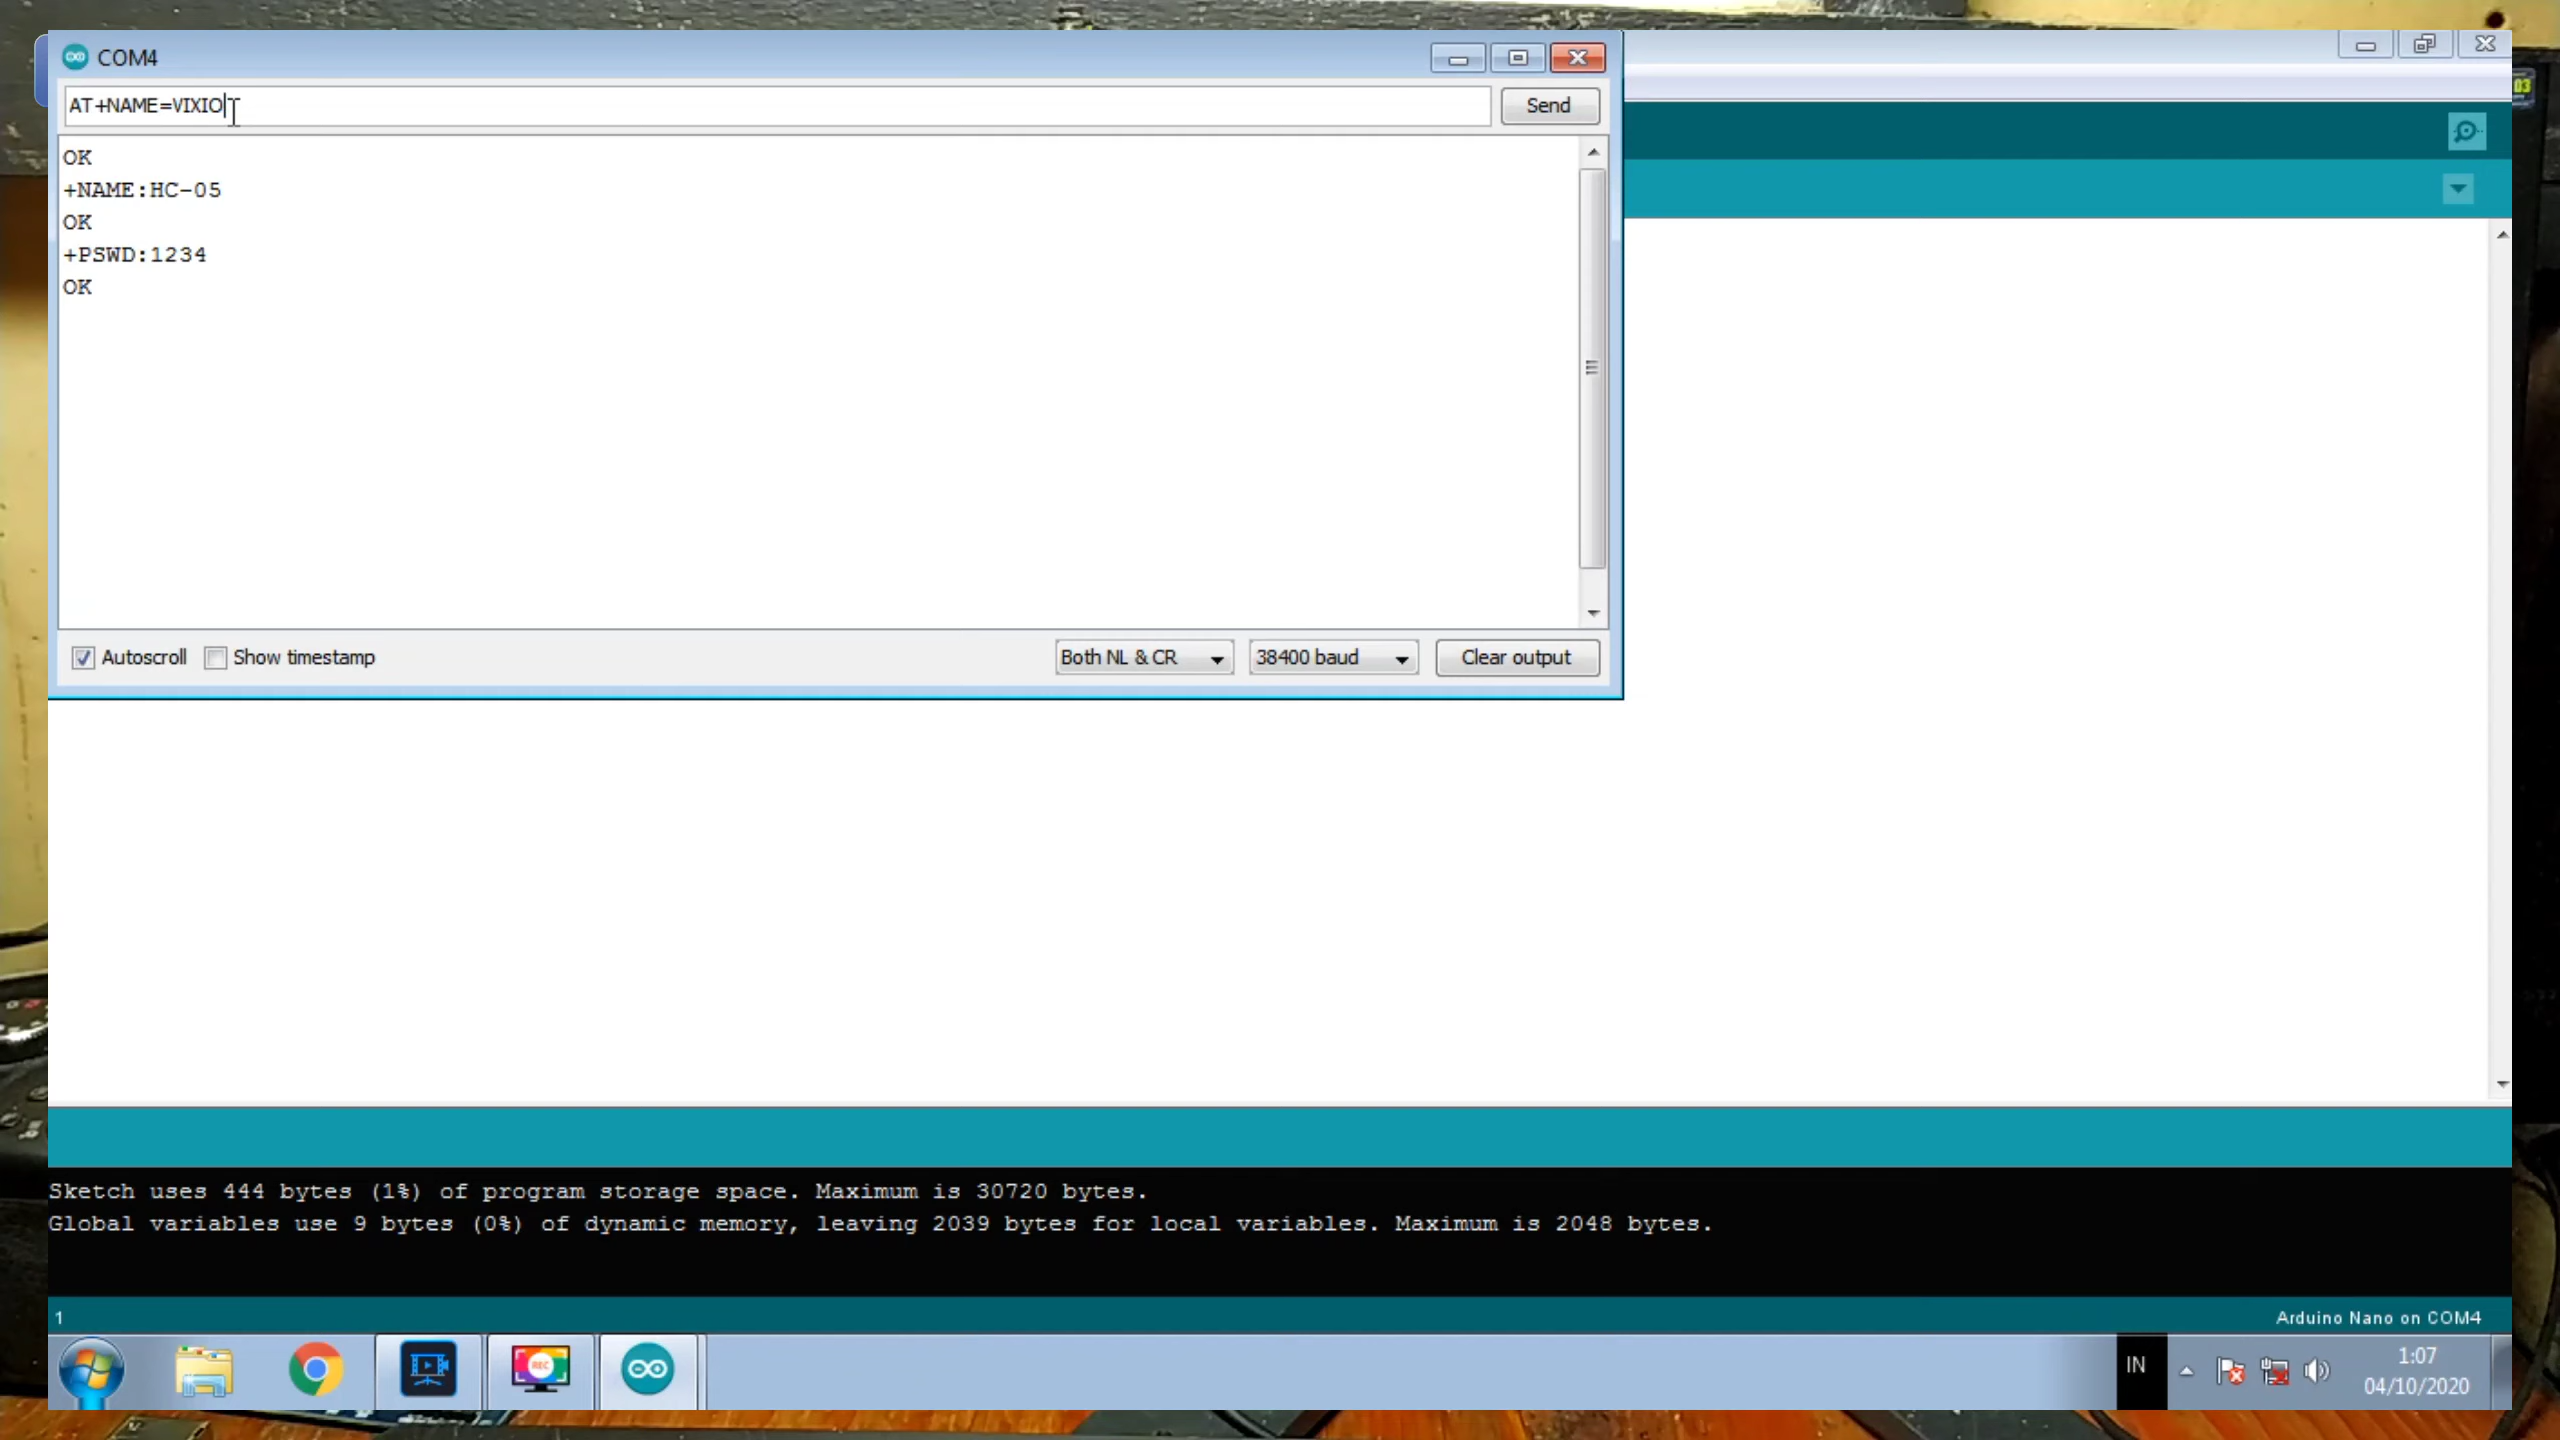 COM4
AT+NAME=VIXIO
Send
OK
+NAME:HC-05
OK
+PSWD:1234
OK
Autoscroll
Show timestamp
Both NL & CR
38400 baud
Clear output
03
Sketch uses 444 bytes (1%) of program storage space. Maximum is 30720 bytes.
Global variables use 9 bytes (0%) of dynamic memory, leaving 2039 bytes for local variables. Maximum is 2048 bytes.
1
Arduino Nano on COM4
REC
IN
1:07
04/10/2020